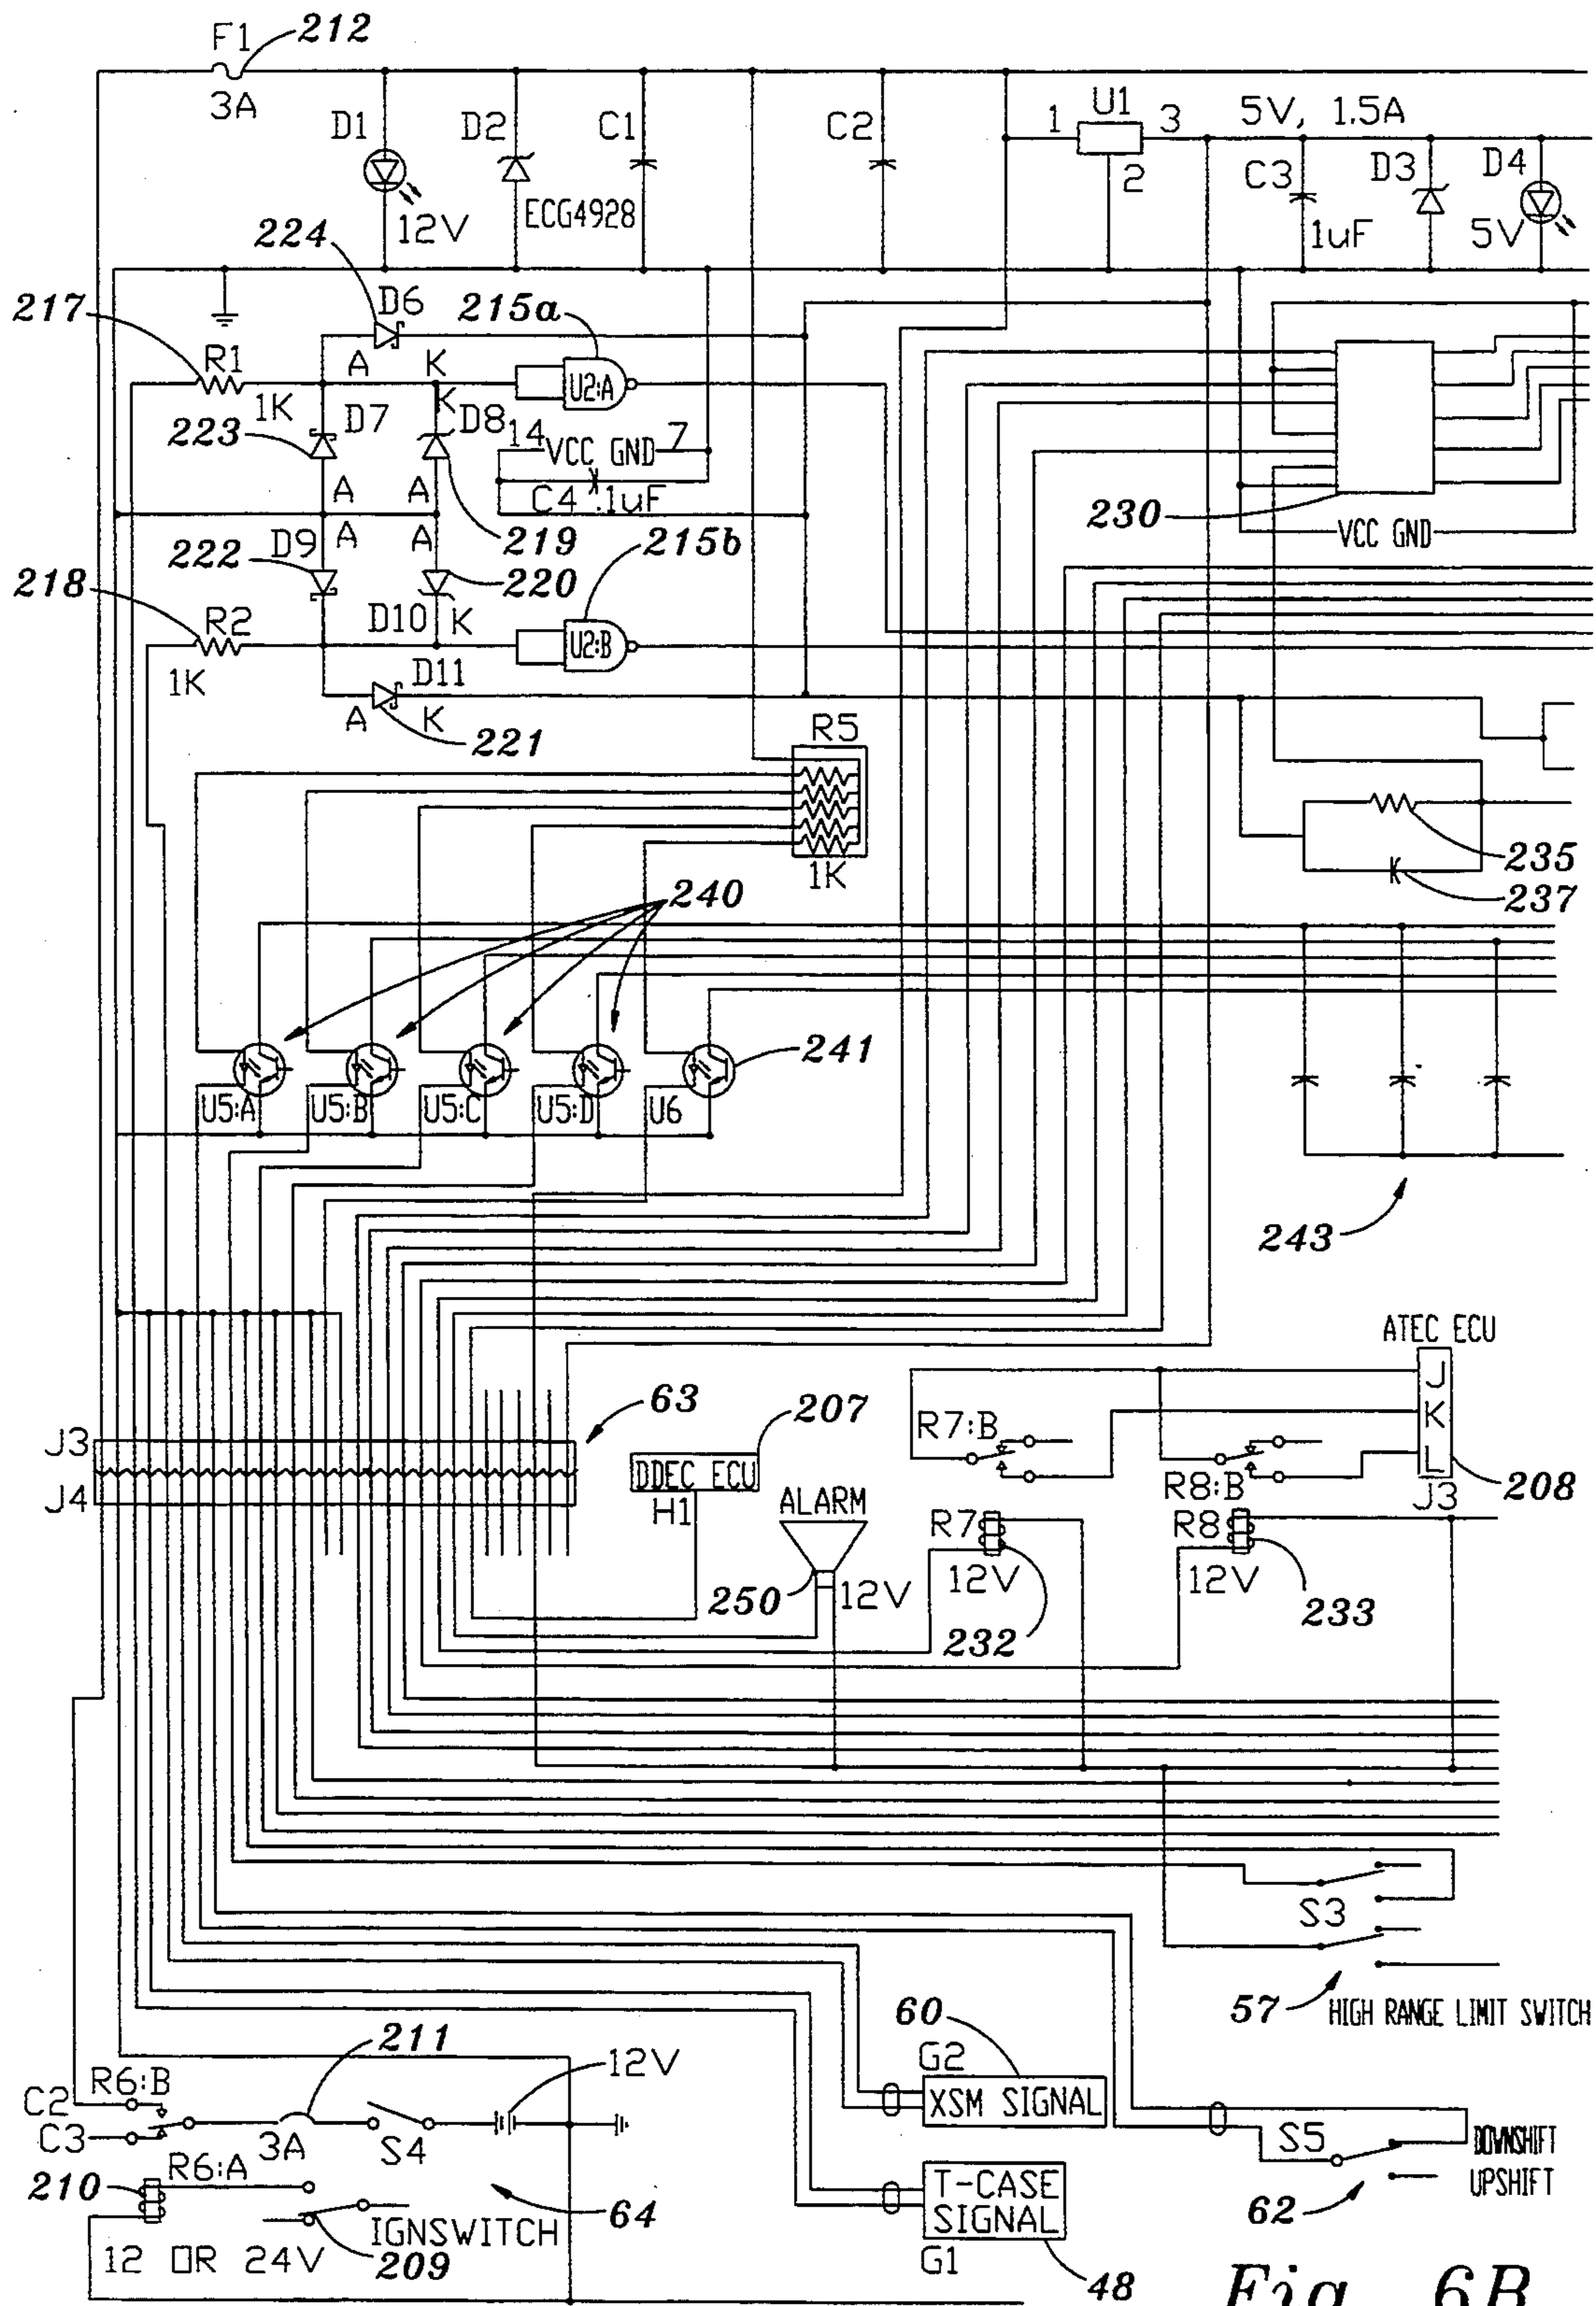 F1 212
3A
D1 D2 C1 C2 1 U1 3 5V, 1.5A
2 C3 D3 D4
12V ECG4928 1uF 5V
224
217 D6 215a
R1 A K U2:A
1K D7 K D8 14 VCC GND 7
223
A A C4 .1uF 230
VCC GND
D9 A A 219 215b
222
218 220
R2 D10 K U2:B
1K D11
A K 221
R5
1K
235
237
240
241
U5:A U5:B U5:C U5:D U6
243
ATEC ECU
J
K
L
J3
208
63 207
J3
J4
DDEC ECU
H1
R7:B
R8:B
ALARM
R7 R8
250 12V 12V 12V
232 233
S3
57 HIGH RANGE LIMIT SWITCH
60
211
12V
G2
XSM SIGNAL
R6:B
C2
C3
3A S4
S5 DOWNSHIFT
UPSHIFT
62
R6:A
210
64
IGNSWITCH
12 OR 24V 209
T-CASE
SIGNAL
G1
48
Fig. 6B